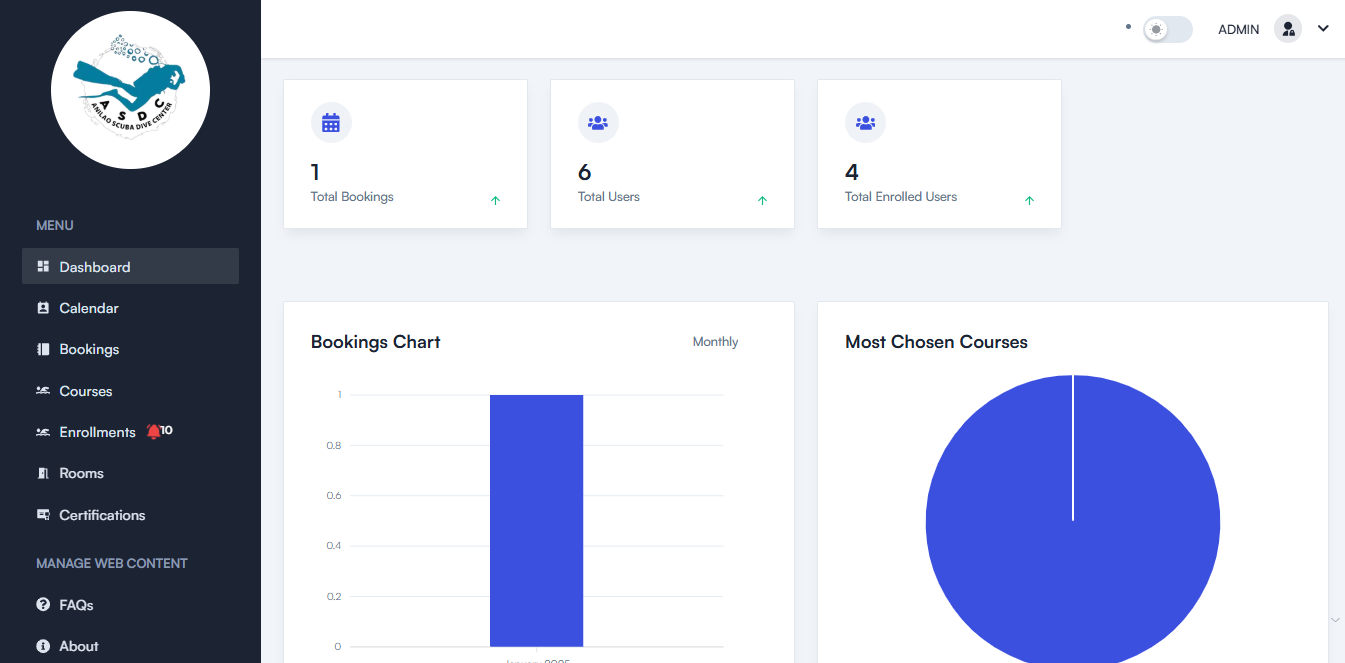 A S D C
ANILAO SCUBA DIVE CENTER
MENU
Dashboard
Calendar
Bookings
Courses
Enrollments 10
Rooms
Certifications
MANAGE WEB CONTENT
FAQs
About
ADMIN
1
Total Bookings
6
Total Users
4
Total Enrolled Users
Bookings Chart
Monthly
1
0.8
0.6
0.4
0.2
0
January 2025
Most Chosen Courses